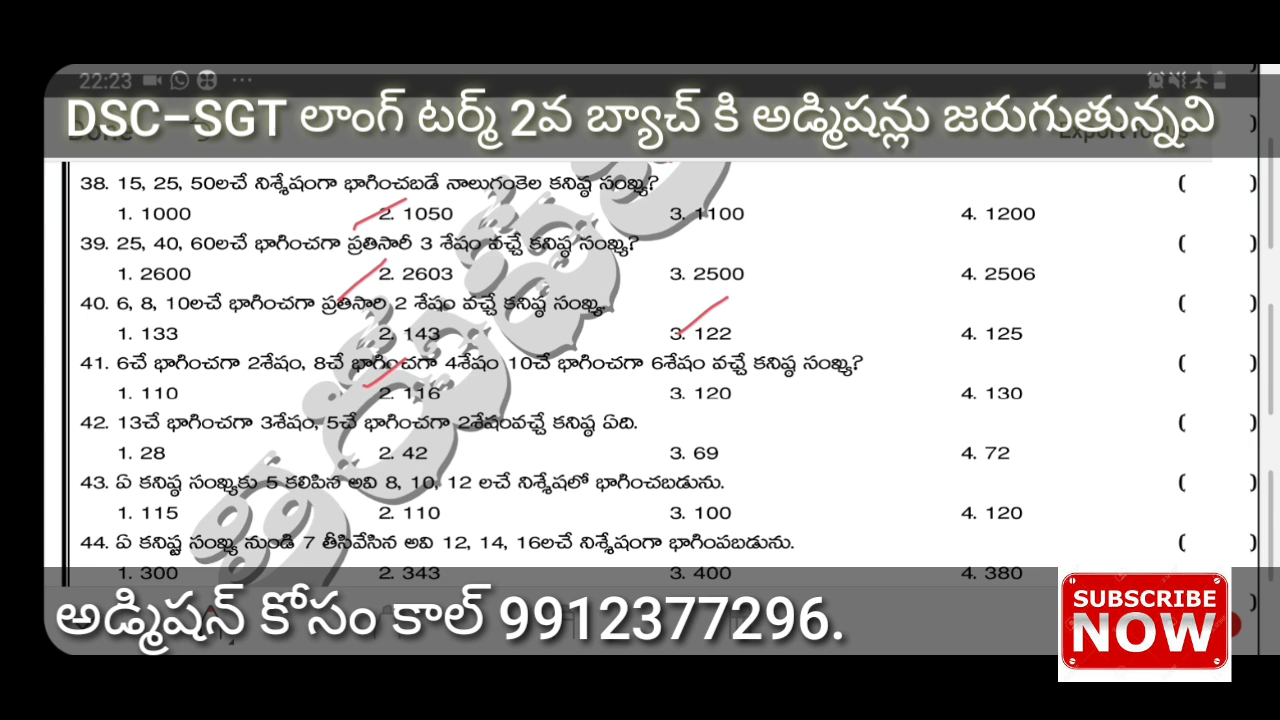 22:23
DSC–SGT లాంగ్ టర్మ్ 2వ బ్యాచ్ కి అడ్మిషన్లు జరుగుతున్నవి
38. 15, 25, 50లచే నిశ్శేషంగా భాగించబడే నాలుగంకెల కనిష్ఠ సంఖ్య? ( )
1. 1000 2. 1050 3. 1100 4. 1200
39. 25, 40, 60లచే భాగించగా ప్రతిసారీ 3 శేషం వచ్చే కనిష్ఠ సంఖ్య? ( )
1. 2600 2. 2603 3. 2500 4. 2506
40. 6, 8, 10లచే భాగించగా ప్రతిసారి 2 శేషం వచ్చే కనిష్ఠ సంఖ్య. ( )
1. 133 2. 143 3. 122 4. 125
41. 6చే భాగించగా 2శేషం, 8చే భాగించగా 4శేషం 10చే భాగించగా 6శేషం వచ్చే కనిష్ఠ సంఖ్య? ( )
1. 110 2. 116 3. 120 4. 130
42. 13చే భాగించగా 3శేషం, 5చే భాగించగా 2శేషంవచ్చే కనిష్ఠ ఏది. ( )
1. 28 2. 42 3. 69 4. 72
43. ఏ కనిష్ఠ సంఖ్యకు 5 కలిపిన అవి 8, 10, 12 లచే నిశ్శేషలో భాగించబడును. ( )
1. 115 2. 110 3. 100 4. 120
44. ఏ కనిష్ట సంఖ్య నుండి 7 తీసివేసిన అవి 12, 14, 16లచే నిశ్శేషంగా భాగింపబడును. ( )
1. 300 2. 343 3. 400 4. 380
అడ్మిషన్ కోసం కాల్ 9912377296.
SUBSCRIBE
NOW